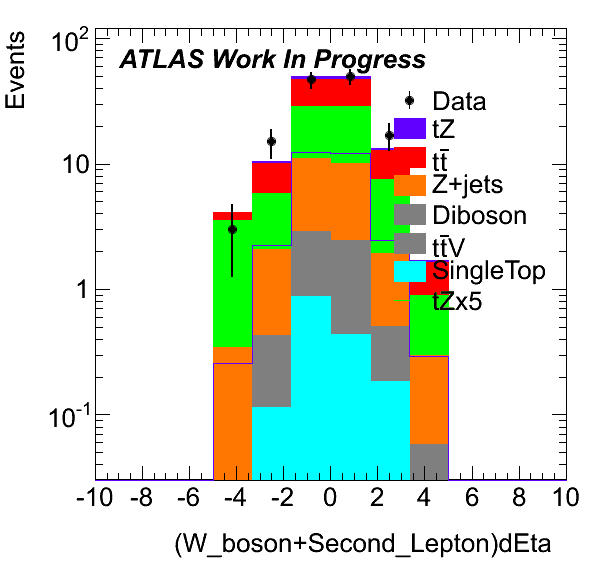 ATLAS Work In Progress
Events
10²
10
1
10⁻¹
Data
tZ
tt̄
Z+jets
Diboson
tt̄V
SingleTop
tZx5
-10 -8 -6 -4 -2 0 2 4 6 8 10
(W_boson+Second_Lepton)dEta